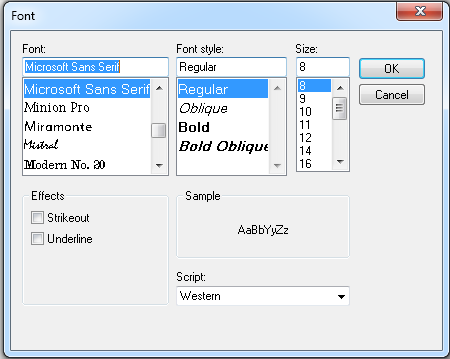 Font
Font:
Font style:
Size:
Microsoft Sans Serif
Regular
8
OK
Microsoft Sans Serif
Minion Pro
Miramonte
Mistral
Modern No. 20
Regular
Oblique
Bold
Bold Oblique
8
9
10
11
12
14
16
Cancel
Effects
Strikeout
Underline
Sample
AaBbYyZz
Script:
Western